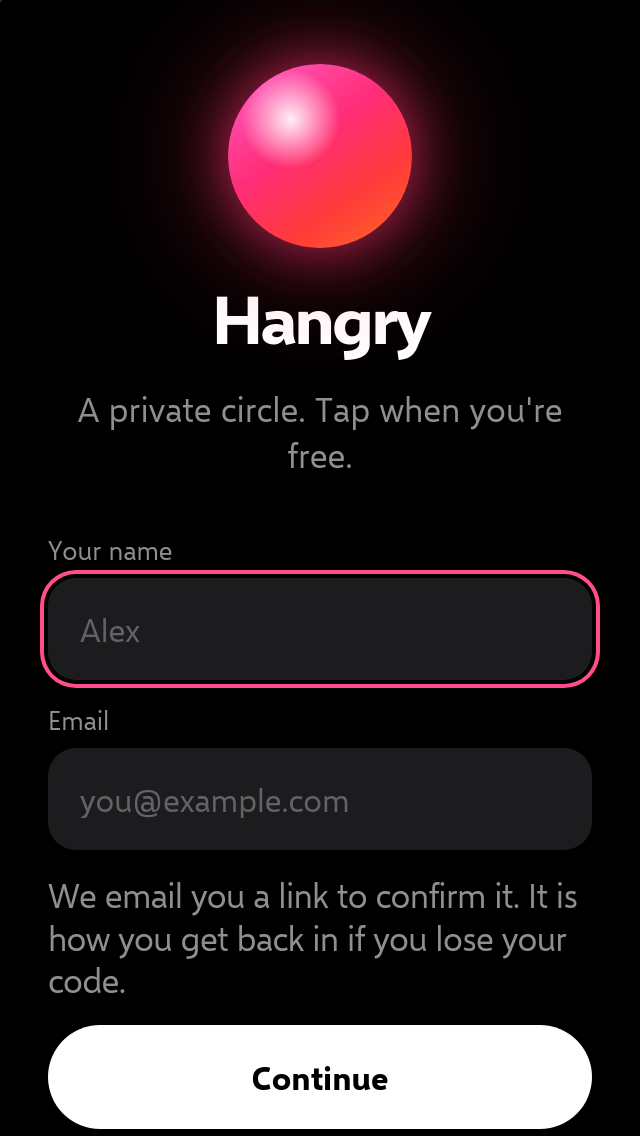 Hangry
A private circle. Tap when you're
free.
Your name
Alex
Email
you@example.com
We email you a link to confirm it. It is
how you get back in if you lose your
code.
Continue